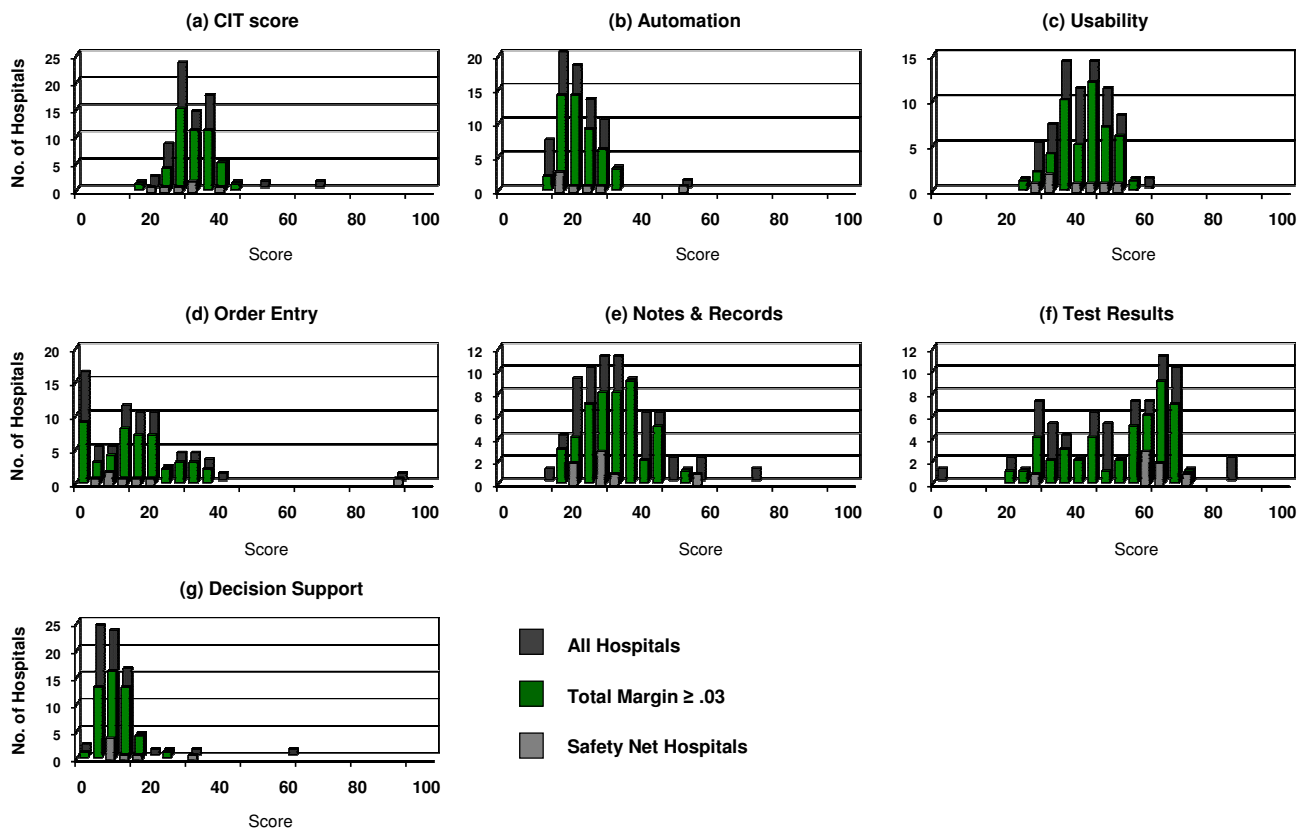 (a) CIT score
No. of Hospitals
25
20
15
10
5
0
0 20 40 60 80 100
Score
(b) Automation
20
15
10
5
0
0 20 40 60 80 100
Score
(c) Usability
15
10
5
0
0 20 40 60 80 100
Score
(d) Order Entry
No. of Hospitals
20
15
10
5
0
0 20 40 60 80 100
Score
(e) Notes & Records
12
10
8
6
4
2
0
0 20 40 60 80 100
Score
(f) Test Results
12
10
8
6
4
2
0
0 20 40 60 80 100
Score
(g) Decision Support
No. of Hospitals
25
20
15
10
5
0
0 20 40 60 80 100
Score
All Hospitals
Total Margin ≥ .03
Safety Net Hospitals